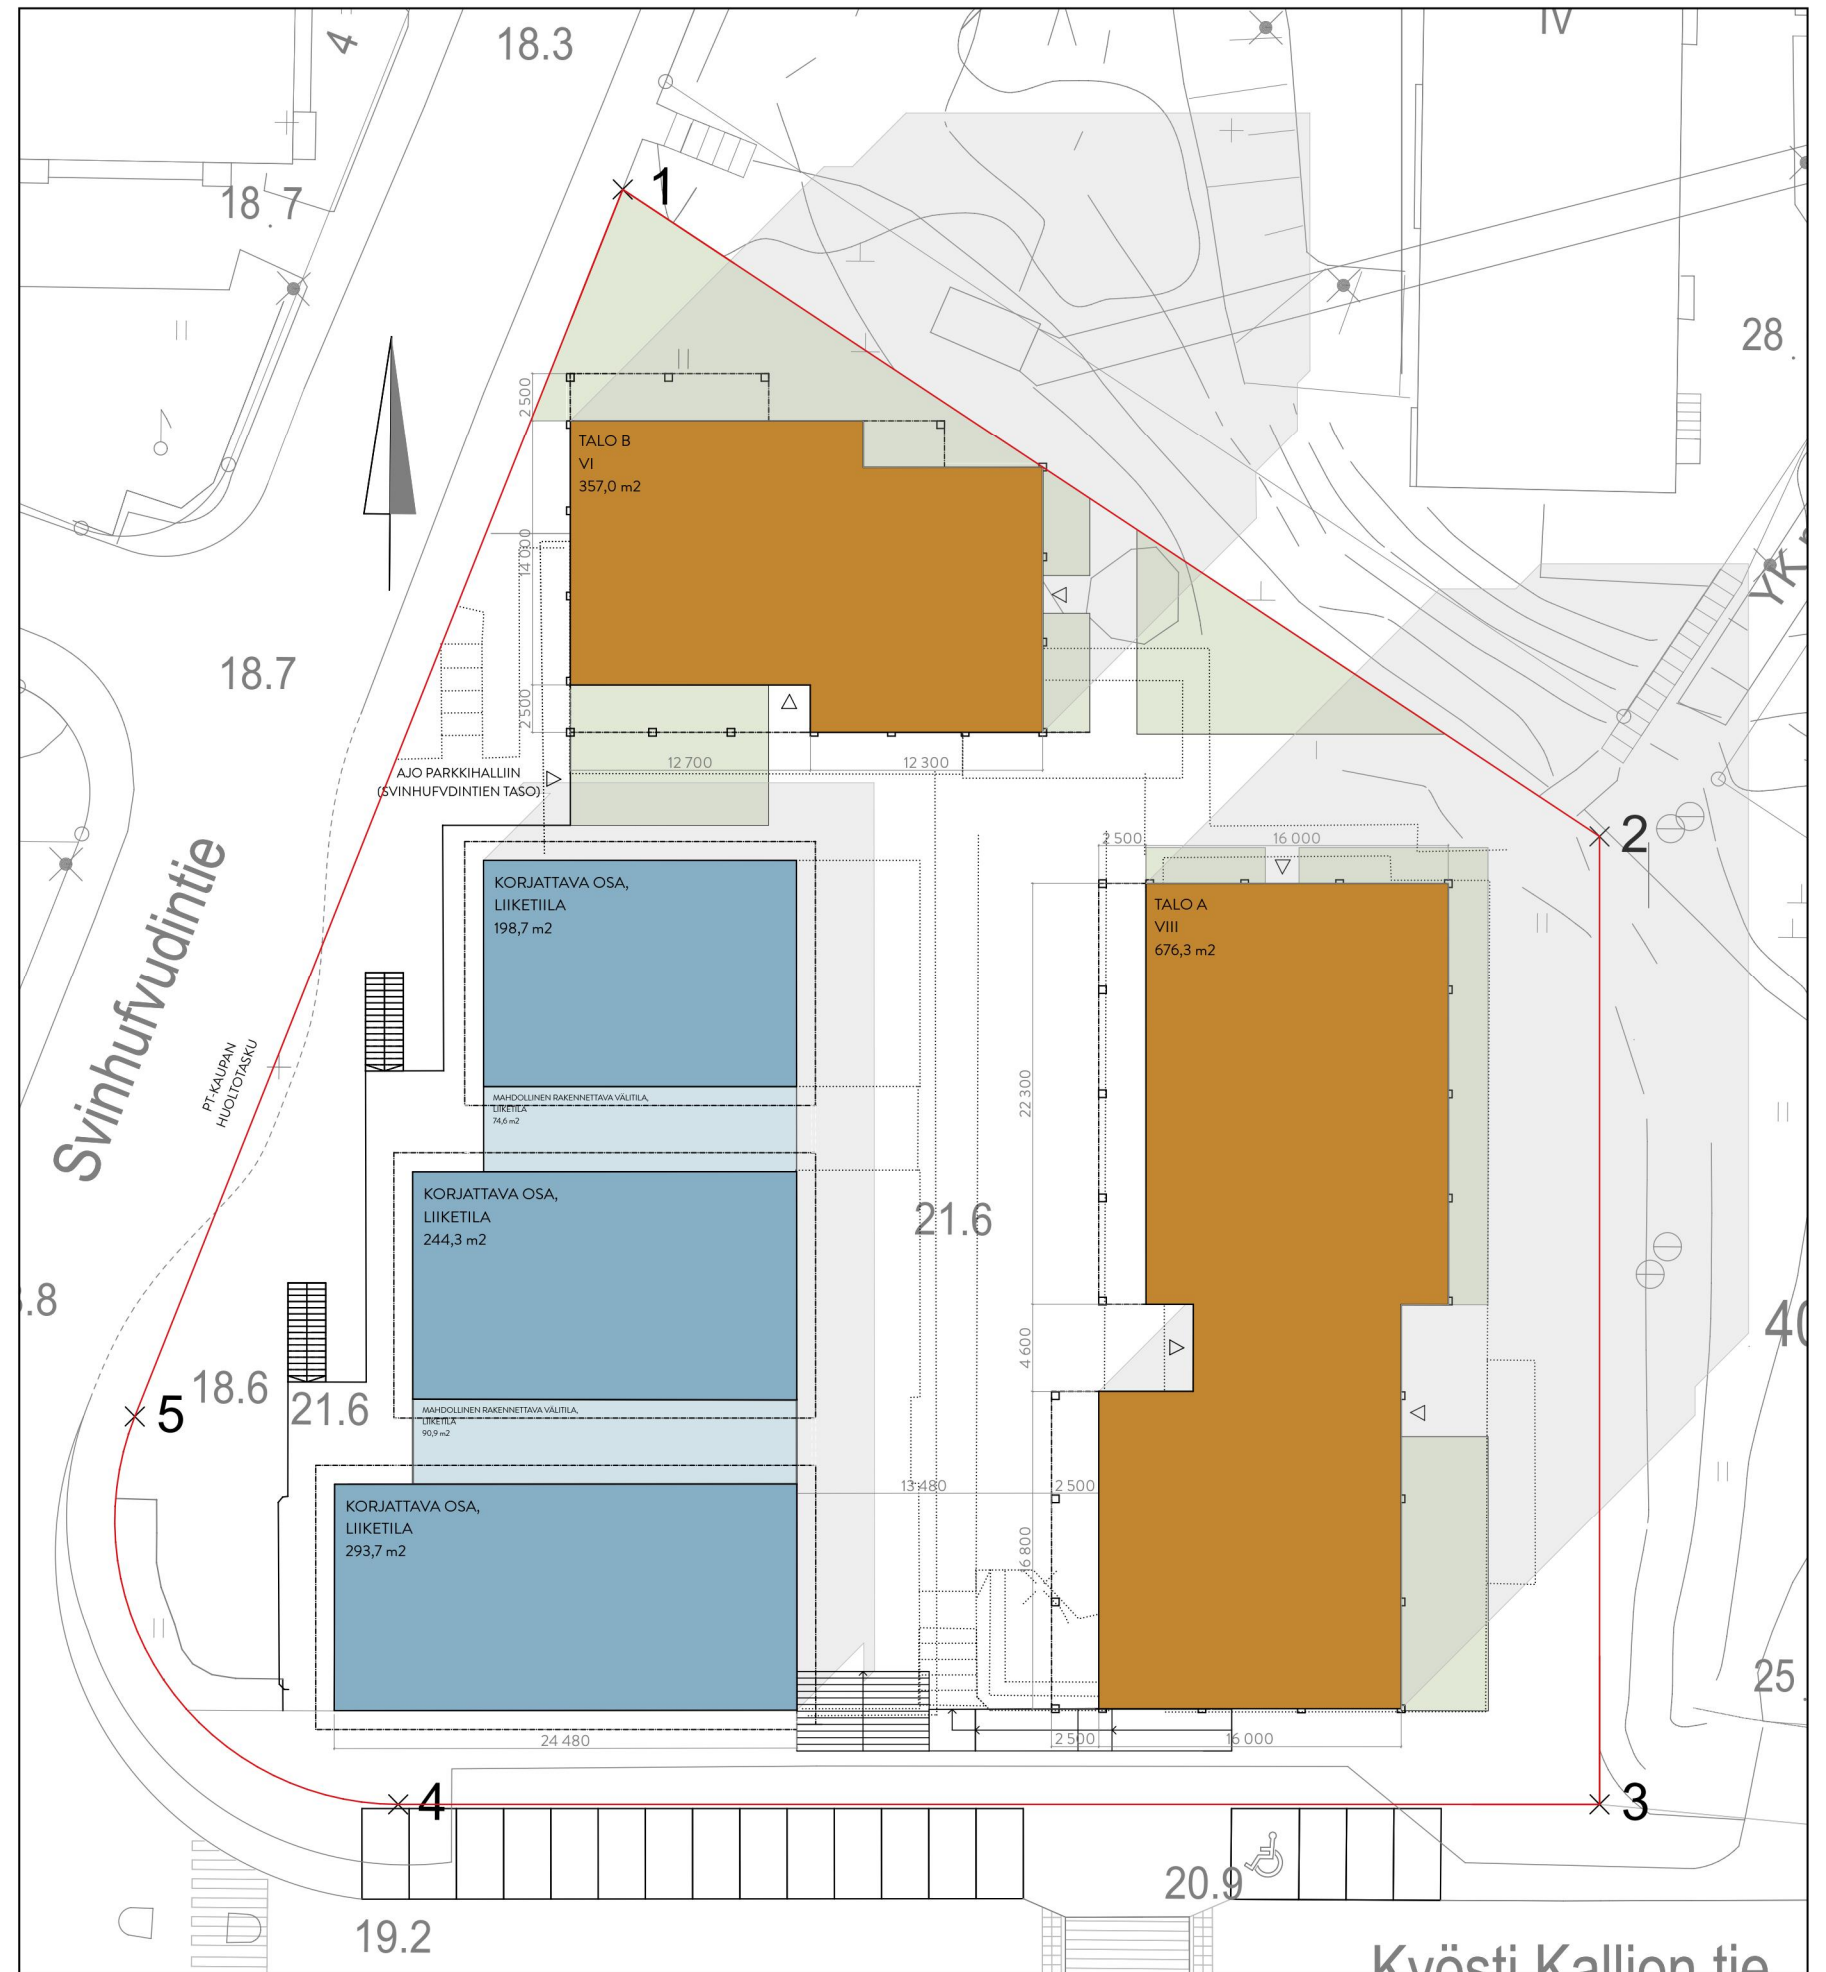 4
18.3
IV
18.7
1
28.
2 500
TALO B
VI
357,0 m2
14 000
18.7
2 500
12 700
12 300
AJO PARKKIHALLIIN
(SVINHUFVDINTIEN TASO)
2
2 500
16 000
Svinhufvudintie
KORJATTAVA OSA,
LIIKETIILA
198,7 m2
TALO A
VIII
676,3 m2
PT-KAUPAN
HUOLTOTASKU
MAHDOLLINEN RAKENNETTAVA VÄLITILA,
LIIKETILA
74,6 m2
22 300
KORJATTAVA OSA,
LIIKETILA
244,3 m2
21.6
.8
4 600
40
18.6
21.6
5
MAHDOLLINEN RAKENNETTAVA VÄLITILA,
LIIKETILA
90,9 m2
13 480
2 500
KORJATTAVA OSA,
LIIKETILA
293,7 m2
16 800
25.
24 480
2 500
16 000
4
3
20.9
19.2
Kyösti Kallion tie